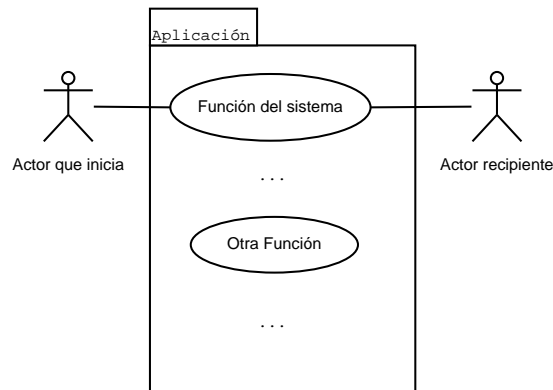 Aplicación
Función del sistema
Actor que inicia
Actor recipiente
...
Otra Función
...